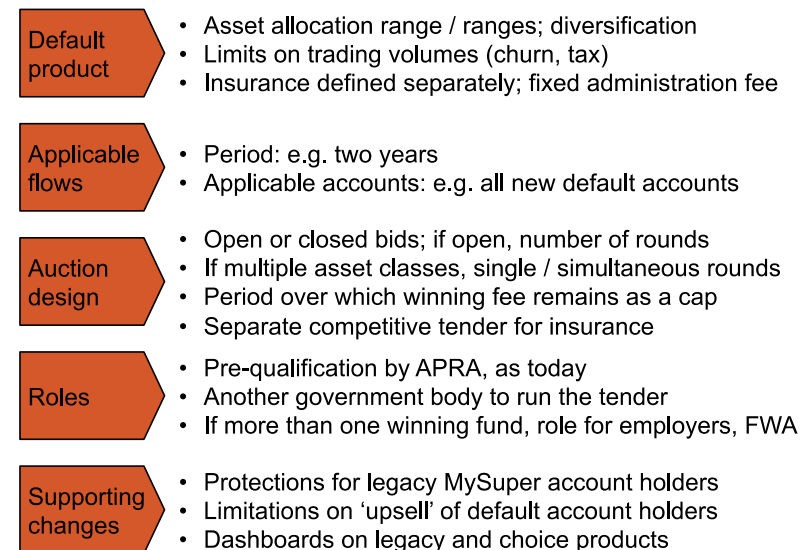 Default
product
• Asset allocation range / ranges; diversification
• Limits on trading volumes (churn, tax)
• Insurance defined separately; fixed administration fee
Applicable
flows
• Period: e.g. two years
• Applicable accounts: e.g. all new default accounts
Auction
design
• Open or closed bids; if open, number of rounds
• If multiple asset classes, single / simultaneous rounds
• Period over which winning fee remains as a cap
• Separate competitive tender for insurance
Roles
• Pre-qualification by APRA, as today
• Another government body to run the tender
• If more than one winning fund, role for employers, FWA
Supporting
changes
• Protections for legacy MySuper account holders
• Limitations on ‘upsell’ of default account holders
• Dashboards on legacy and choice products